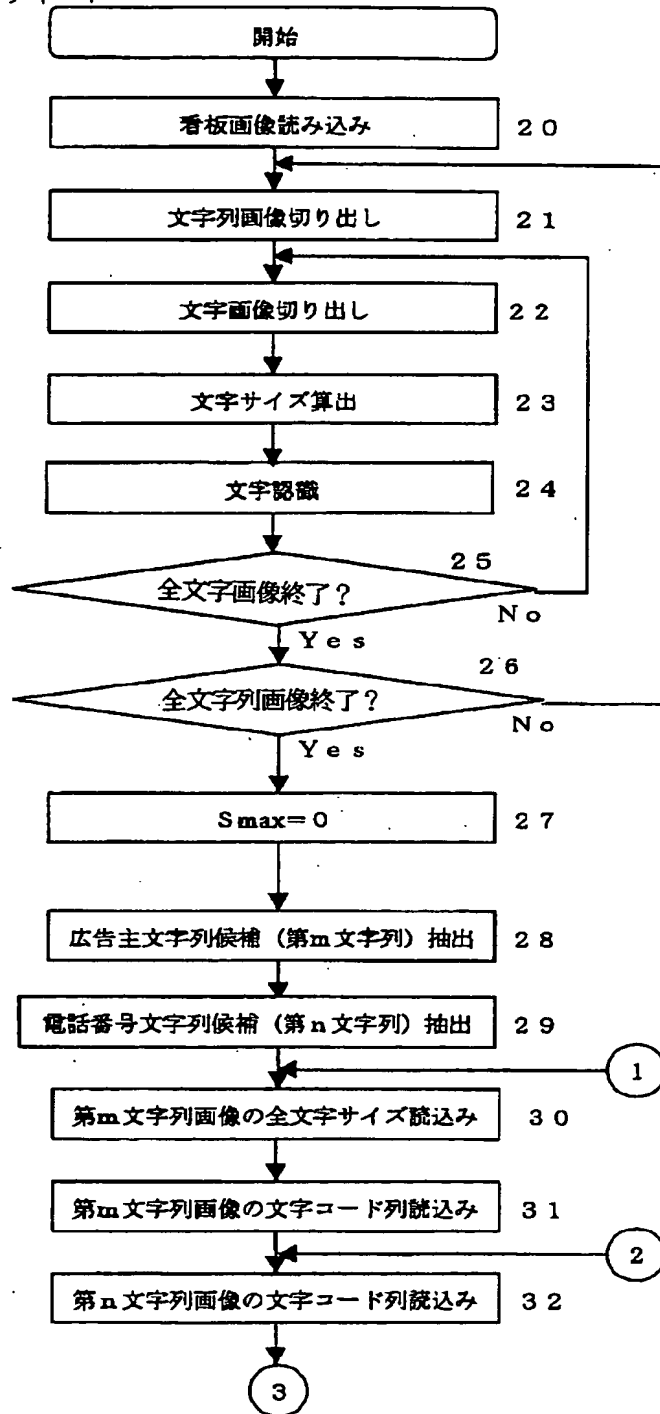 開始
看板画像読み込み 20
文字列画像切り出し 21
文字画像切り出し 22
文字サイズ算出 23
文字認識 24
25
全文字画像終了?
No
Yes
26
全文字列画像終了?
No
Yes
Smax=0 27
広告主文字列候補(第m文字列)抽出 28
電話番号文字列候補(第n文字列)抽出 29
1
第m文字列画像の全文字サイズ読込み 30
第m文字列画像の文字コード列読込み 31
2
第n文字列画像の文字コード列読込み 32
3